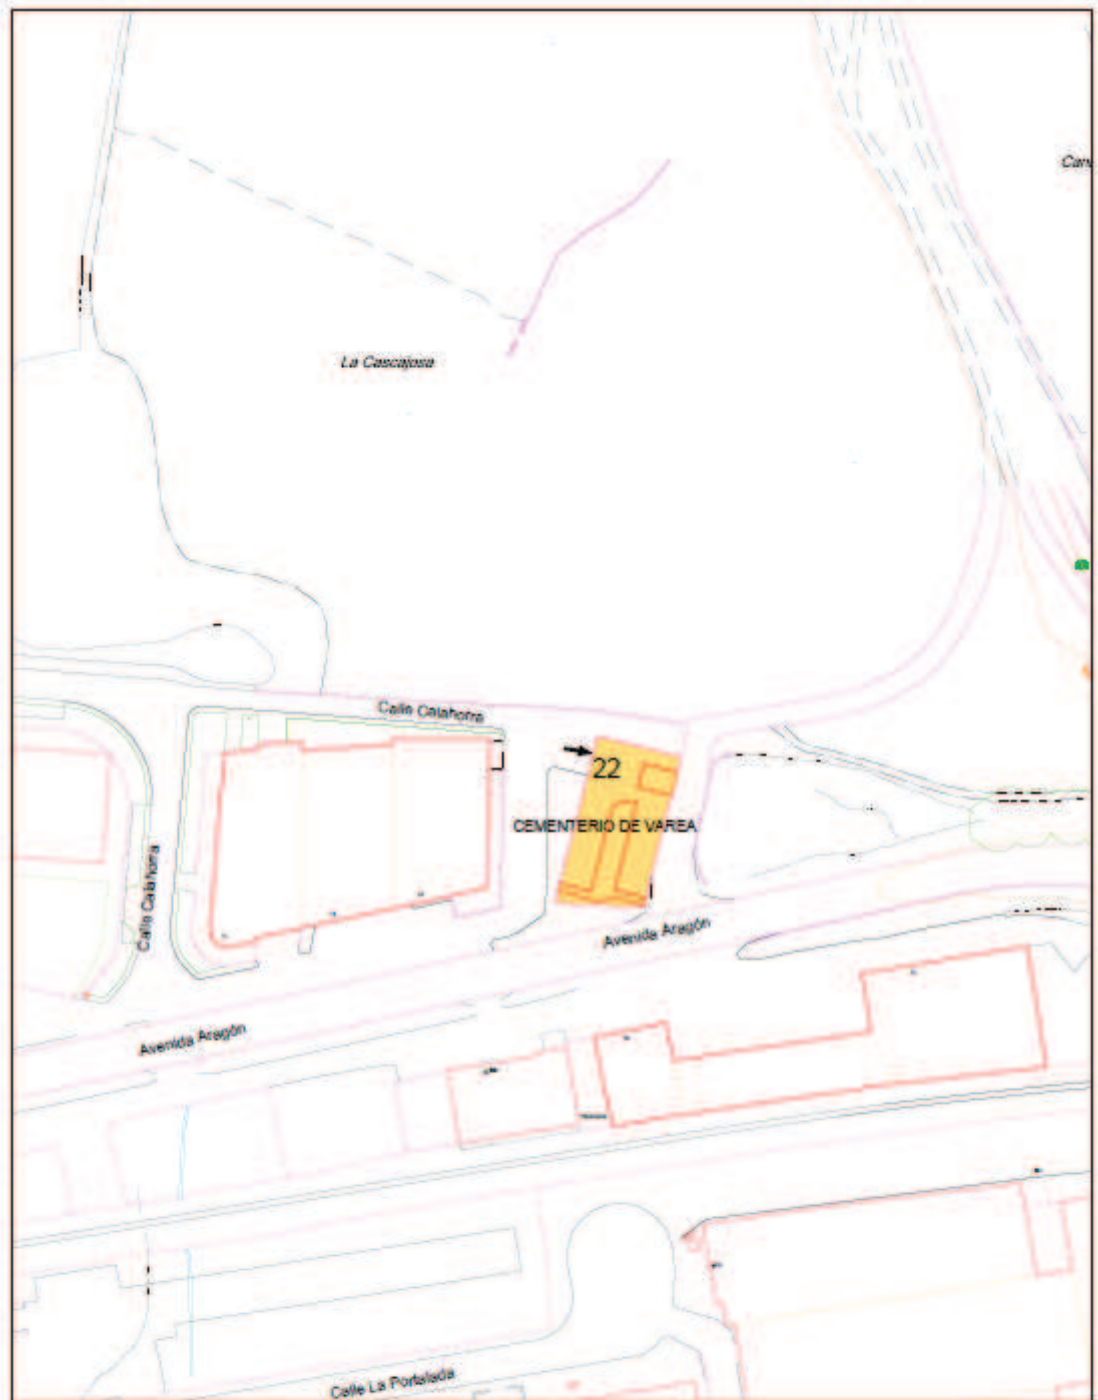 La Cascajosa
Calle Calahorra
22
CEMENTERIO DE VAREA
Calle Calahorra
Avenida Aragón
Avenida Aragón
Calle La Portalada